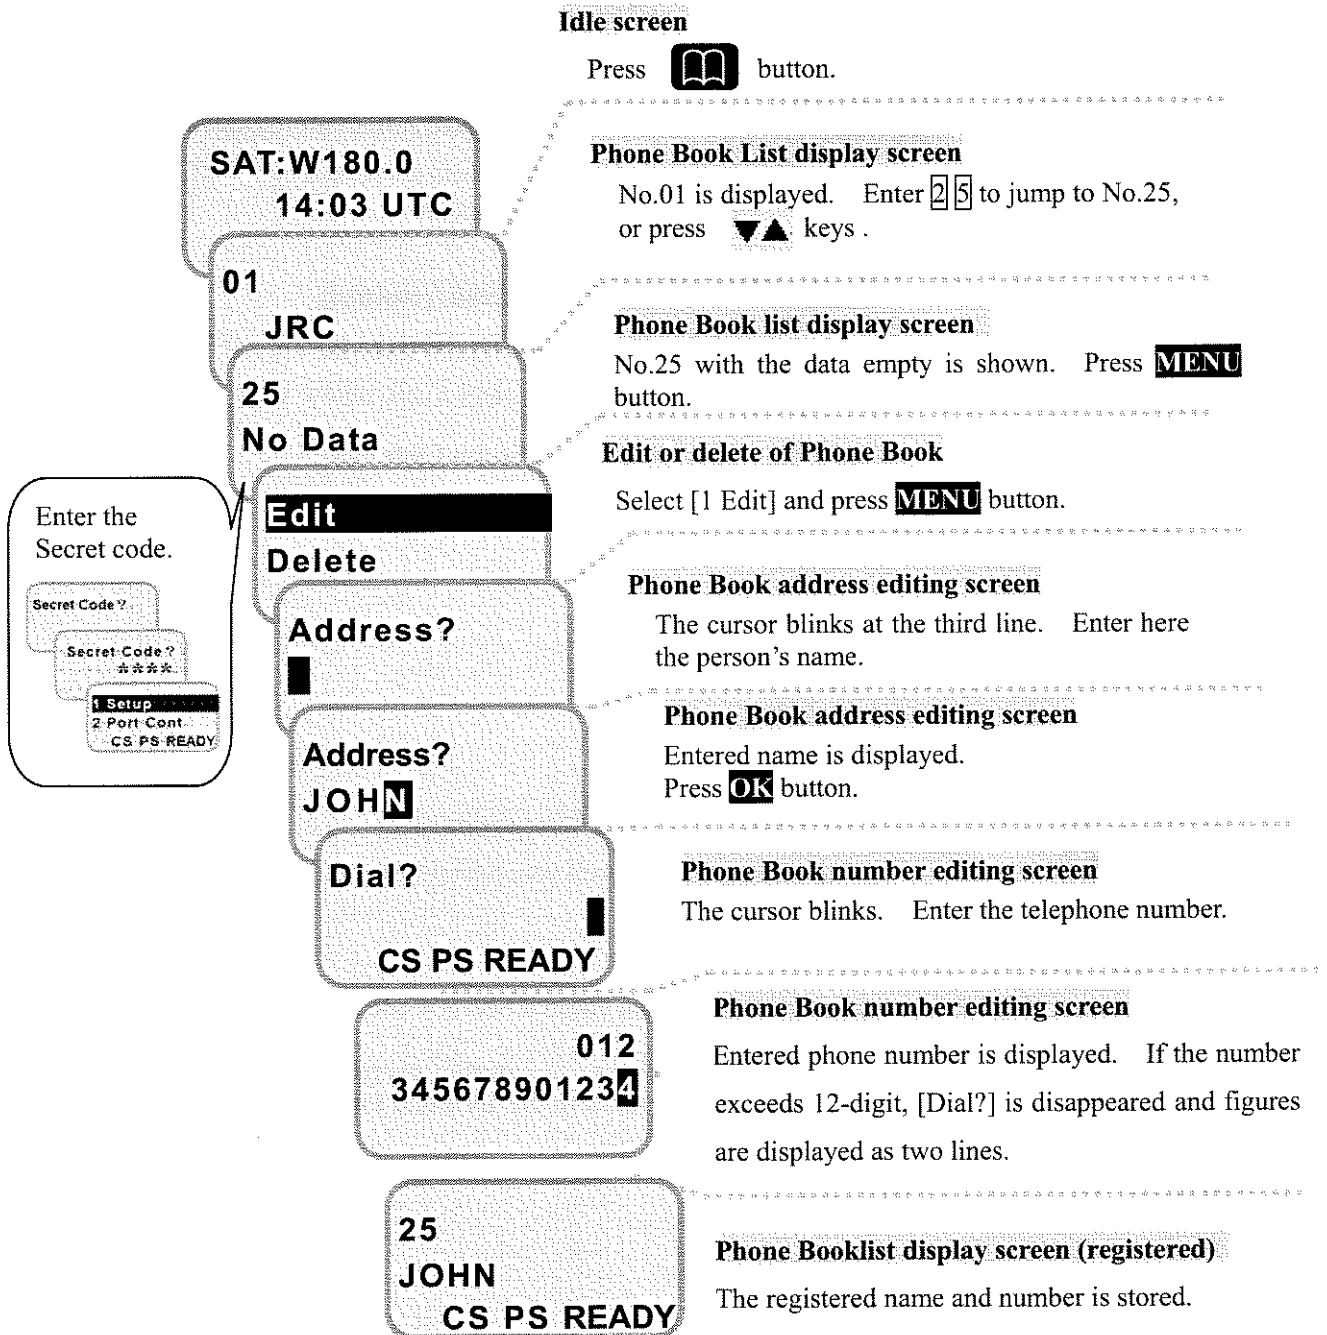 Idle screen
Press button.
SAT:W180.0
14:03 UTC
Phone Book List display screen
No.01 is displayed. Enter 2 5 to jump to No.25,
or press ▼▲ keys .
01
JRC
Phone Book list display screen
No.25 with the data empty is shown. Press MENU
button.
25
No Data
Edit or delete of Phone Book
Select [1 Edit] and press MENU button.
Edit
Delete
Enter the
Secret code.
Secret Code ?
Secret Code ?
****
1 Setup
2 Port Cont
CS PS READY
Phone Book address editing screen
The cursor blinks at the third line. Enter here
the person's name.
Address?
Phone Book address editing screen
Entered name is displayed.
Press OK button.
Address?
JOHN
Phone Book number editing screen
The cursor blinks. Enter the telephone number.
Dial?
CS PS READY
Phone Book number editing screen
Entered phone number is displayed. If the number
exceeds 12-digit, [Dial?] is disappeared and figures
are displayed as two lines.
012
345678901234
25
JOHN
CS PS READY
Phone Booklist display screen (registered)
The registered name and number is stored.